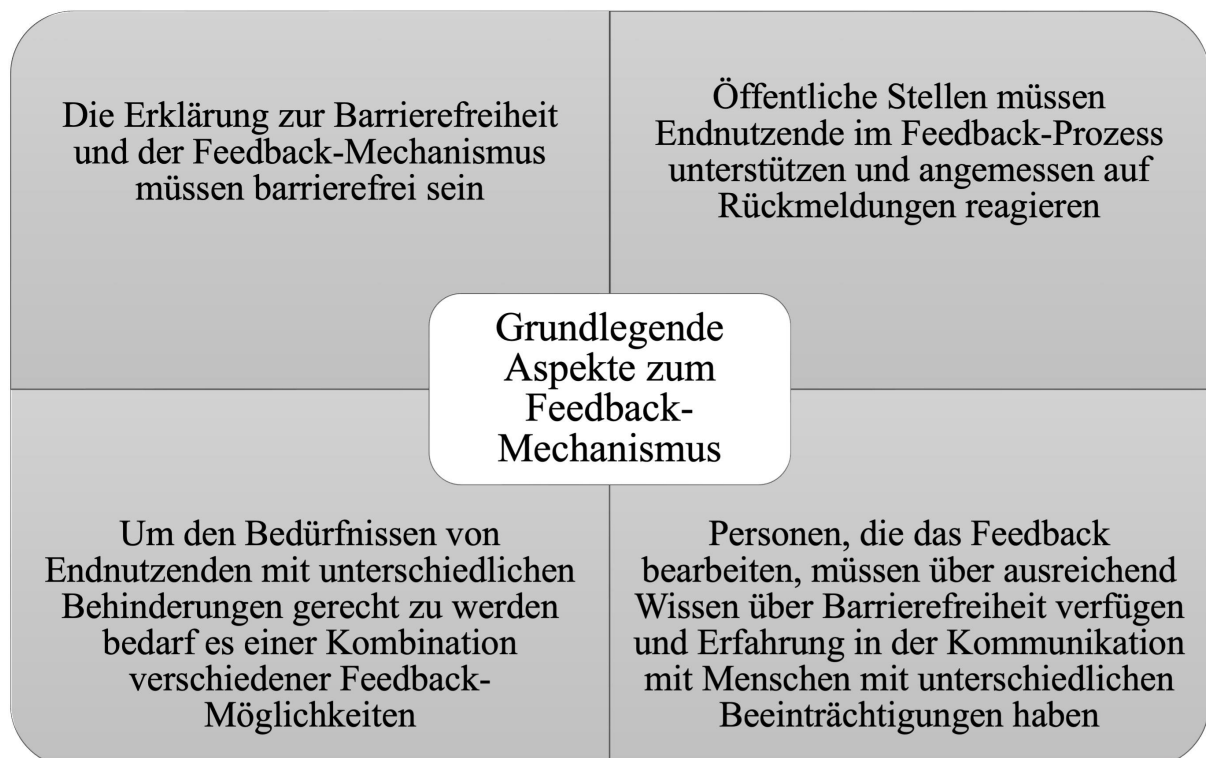 Die Erklärung zur Barrierefreiheit
und der Feedback-Mechanismus
müssen barrierefrei sein
Öffentliche Stellen müssen
Endnutzende im Feedback-Prozess
unterstützen und angemessen auf
Rückmeldungen reagieren
Grundlegende
Aspekte zum
Feedback-
Mechanismus
Um den Bedürfnissen von
Endnutzenden mit unterschiedlichen
Behinderungen gerecht zu werden
bedarf es einer Kombination
verschiedener Feedback-
Möglichkeiten
Personen, die das Feedback
bearbeiten, müssen über ausreichend
Wissen über Barrierefreiheit verfügen
und Erfahrung in der Kommunikation
mit Menschen mit unterschiedlichen
Beeinträchtigungen haben